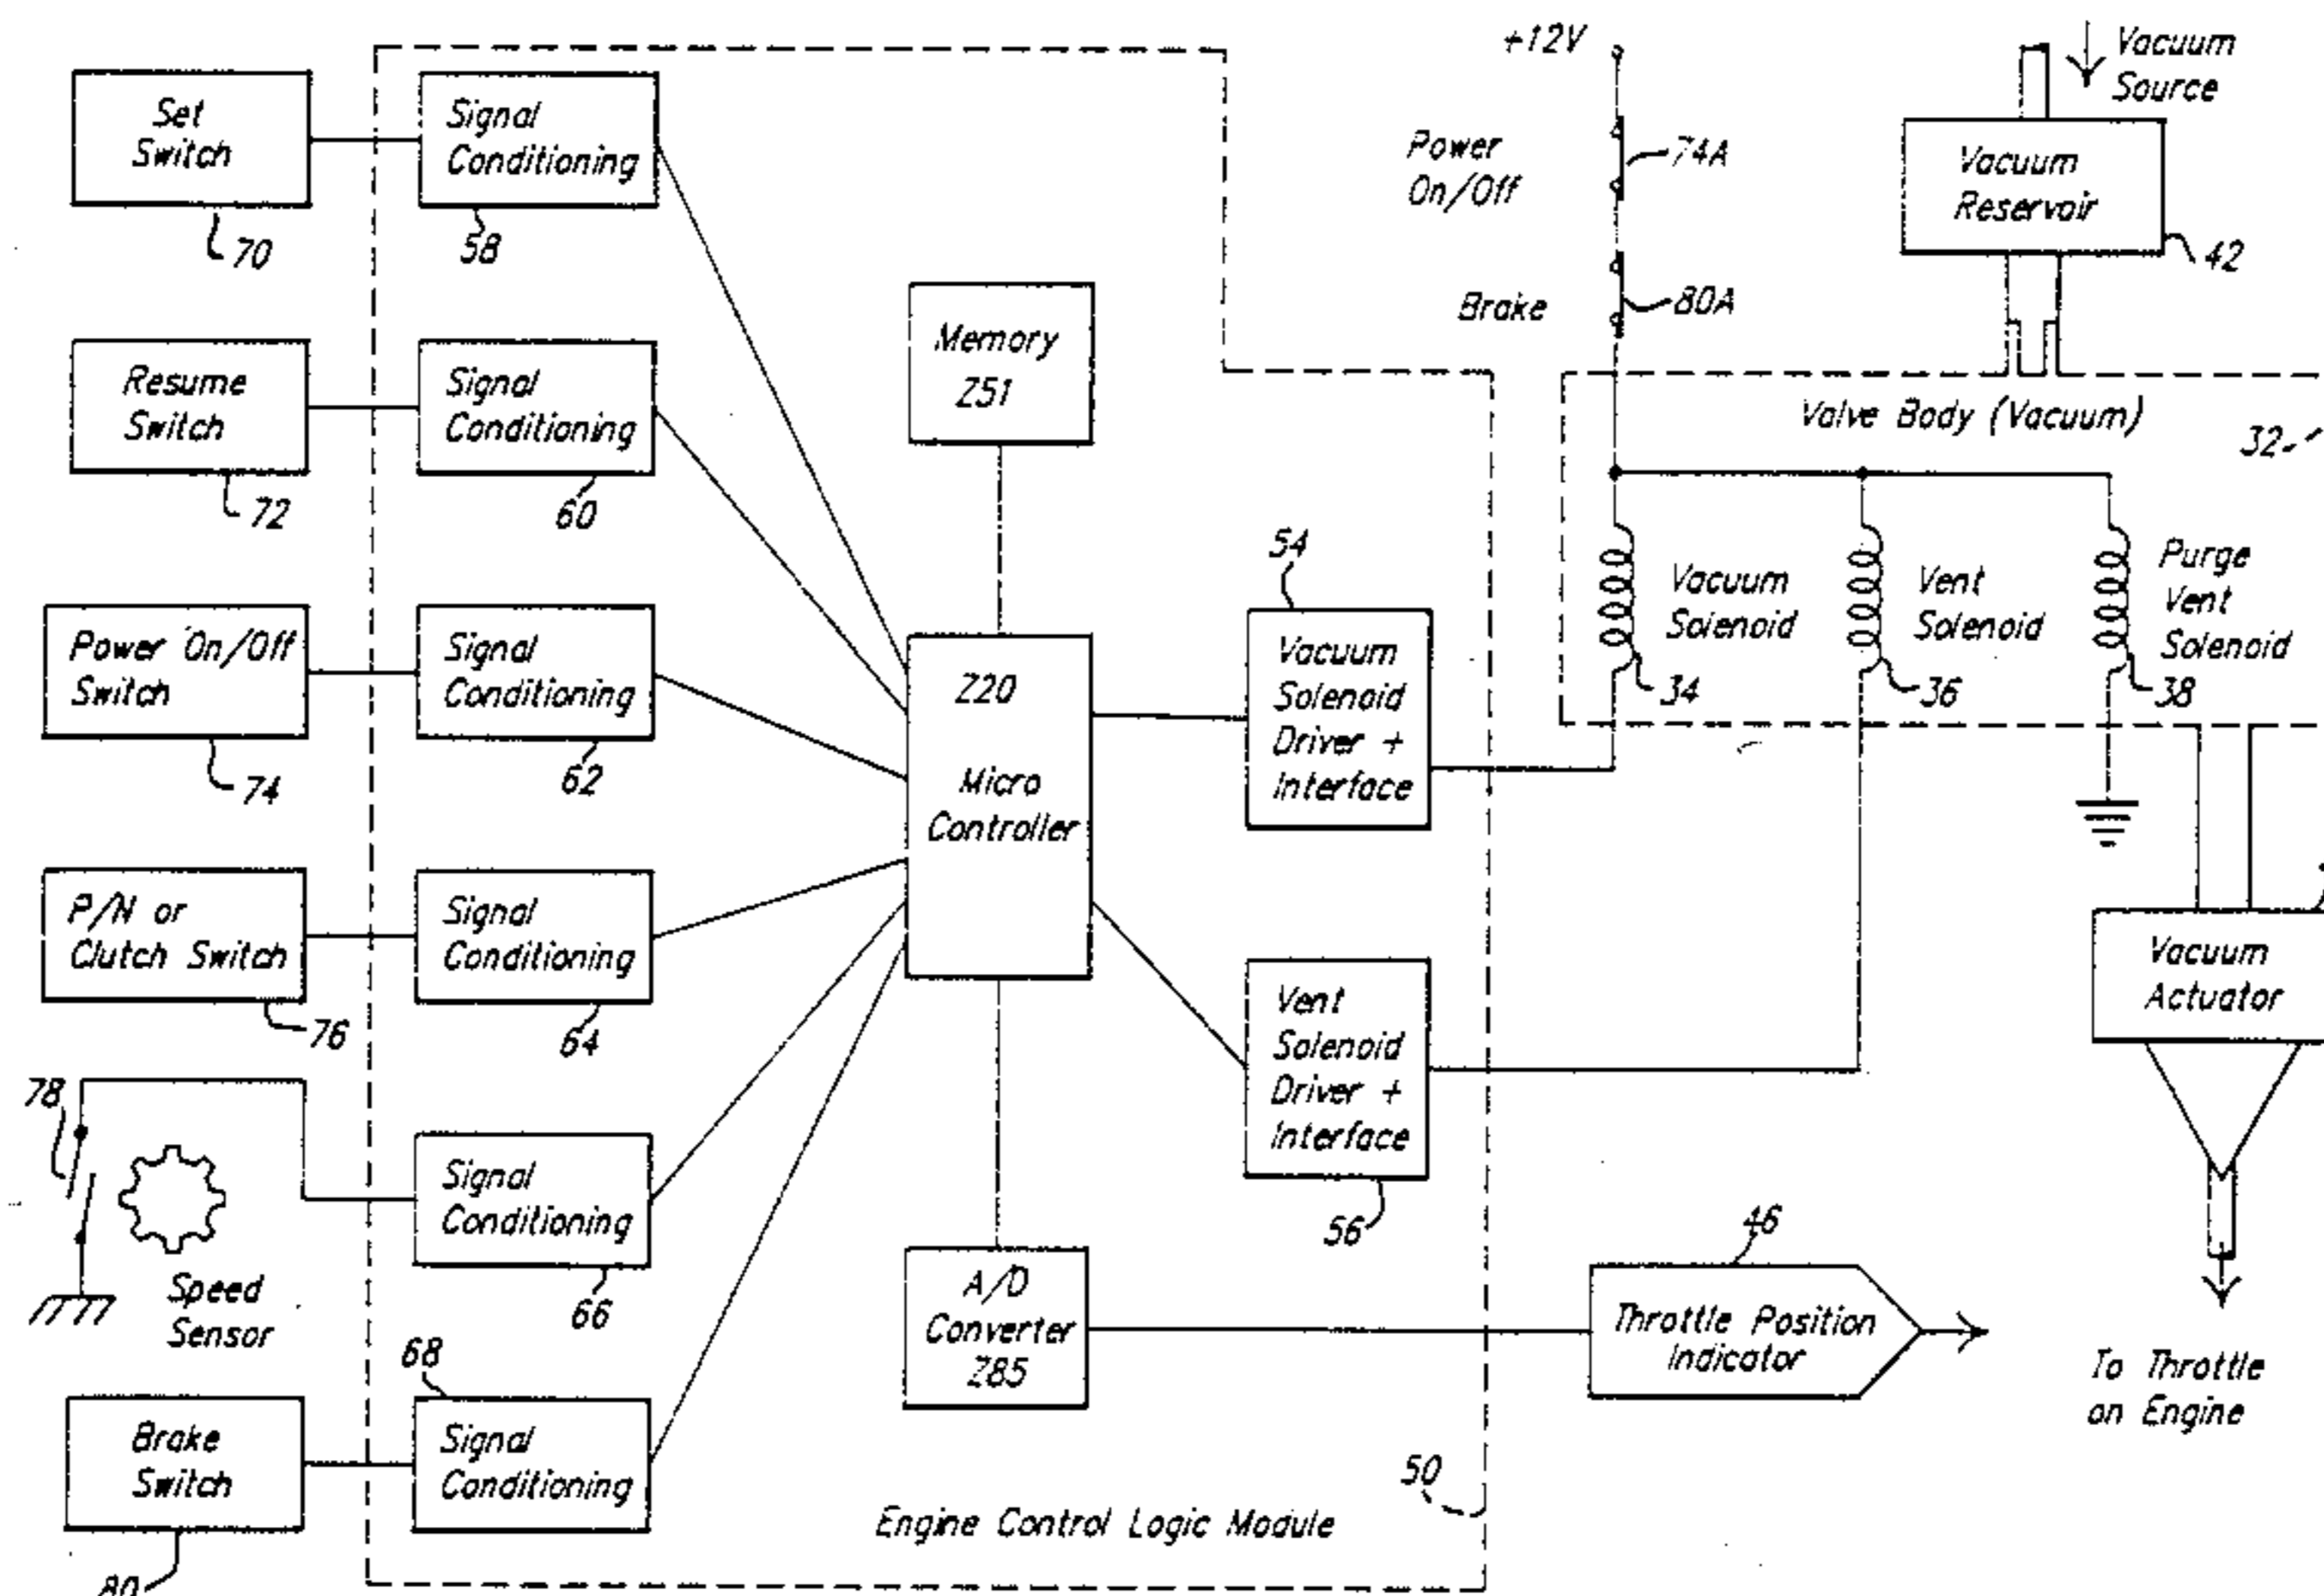 Set
Switch
70
Signal
Conditioning
58
Resume
Switch
72
Signal
Conditioning
60
Power On/Off
Switch
74
Signal
Conditioning
62
P/N or
Clutch Switch
76
Signal
Conditioning
64
78
Speed
Sensor
Signal
Conditioning
66
Brake
Switch
80
68
Signal
Conditioning
Memory
Z51
Z20
Micro
Controller
A/D
Converter
Z85
54
Vacuum
Solenoid
Driver +
Interface
Vent
Solenoid
Driver +
Interface
56
Engine Control Logic Module
50
+12V
Power
On/Off
74A
Brake
80A
Vacuum
Source
Vacuum
Reservoir
42
Valve Body (Vacuum)
32
Vacuum
Solenoid
34
Vent
Solenoid
36
Purge
Vent
Solenoid
38
Vacuum
Actuator
46
Throttle Position
Indicator
To Throttle
on Engine